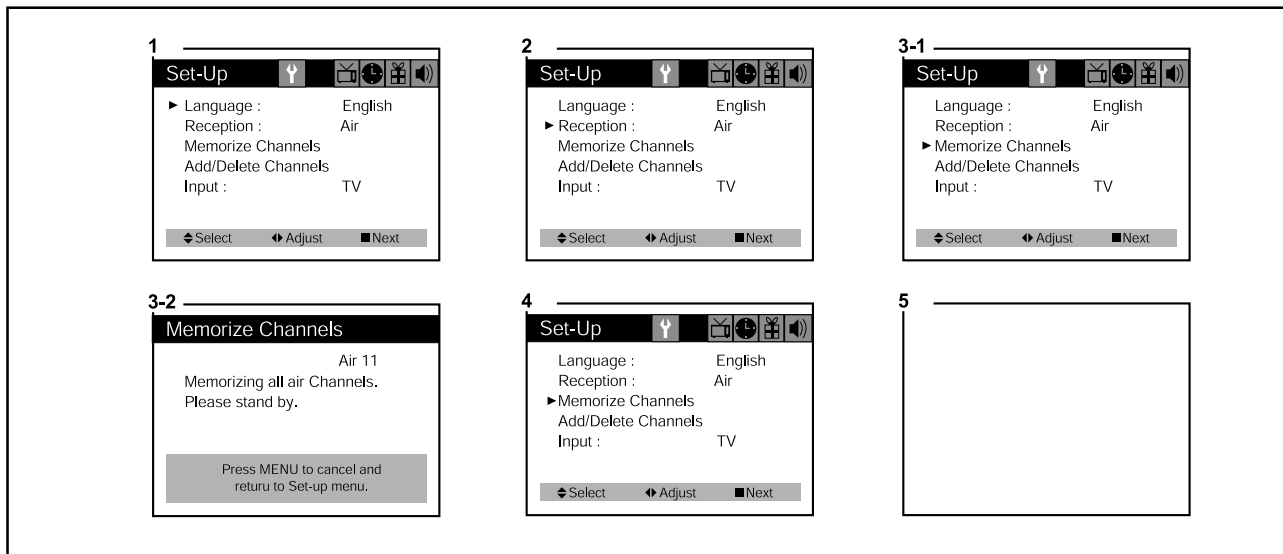 1
Set-Up
Language : English
Reception : Air
Memorize Channels
Add/Delete Channels
Input : TV
Select Adjust Next
2
Set-Up
Language : English
Reception : Air
Memorize Channels
Add/Delete Channels
Input : TV
Select Adjust Next
3-1
Set-Up
Language : English
Reception : Air
Memorize Channels
Add/Delete Channels
Input : TV
Select Adjust Next
3-2
Memorize Channels
Air 11
Memorizing all air Channels.
Please stand by.
Press MENU to cancel and
returu to Set-up menu.
4
Set-Up
Language : English
Reception : Air
Memorize Channels
Add/Delete Channels
Input : TV
Select Adjust Next
5